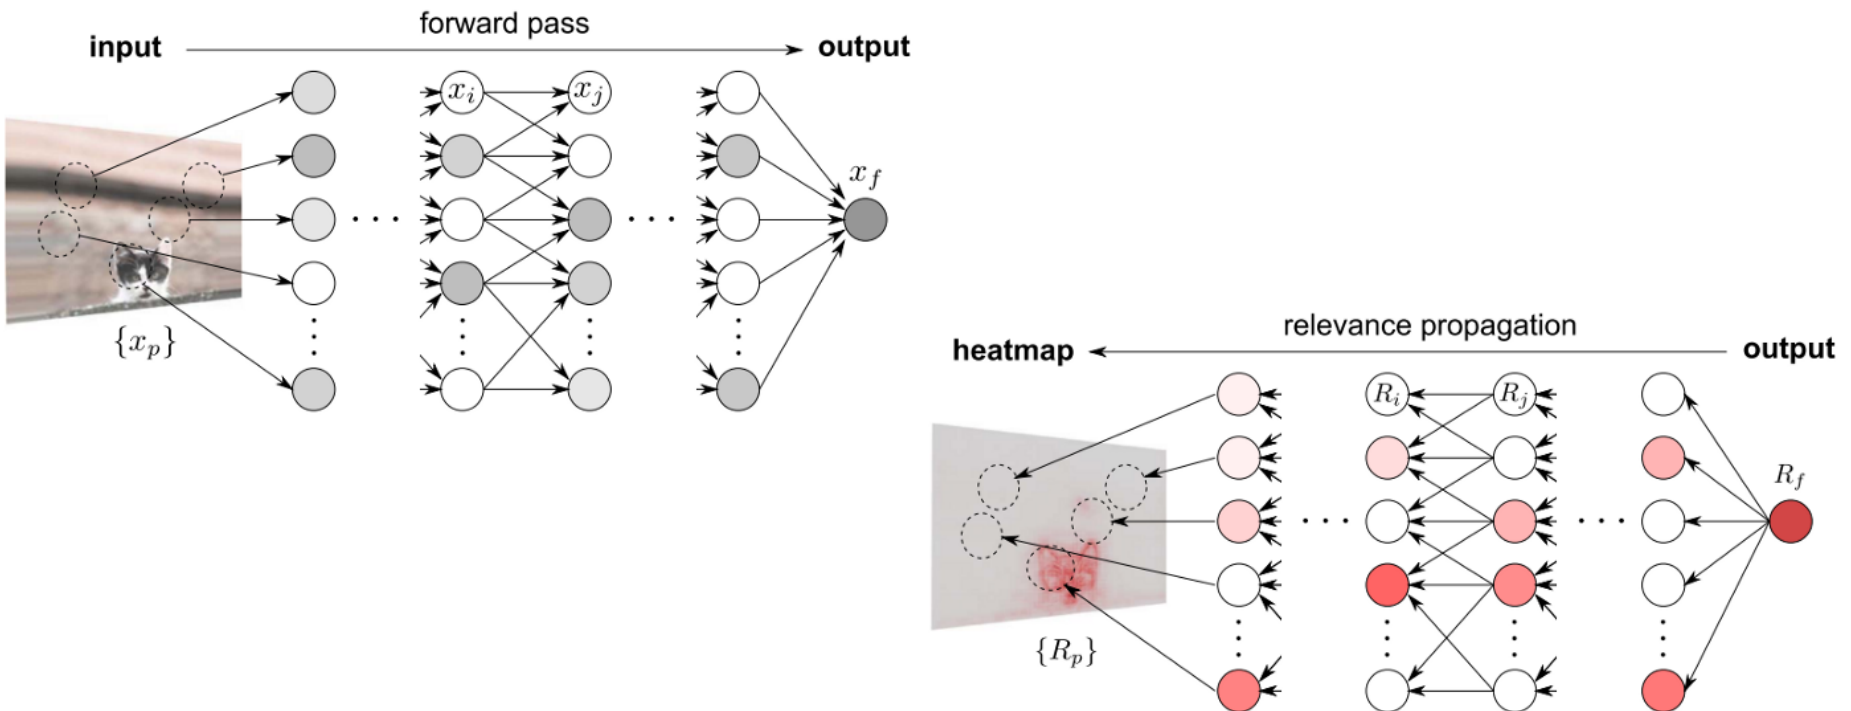 forward pass
input
output
$x_i$
$x_j$
$x_f$
. . .
. . .
$\{x_p\}$
relevance propagation
heatmap
output
$R_i$
$R_j$
$R_f$
. . .
. . .
$\{R_p\}$